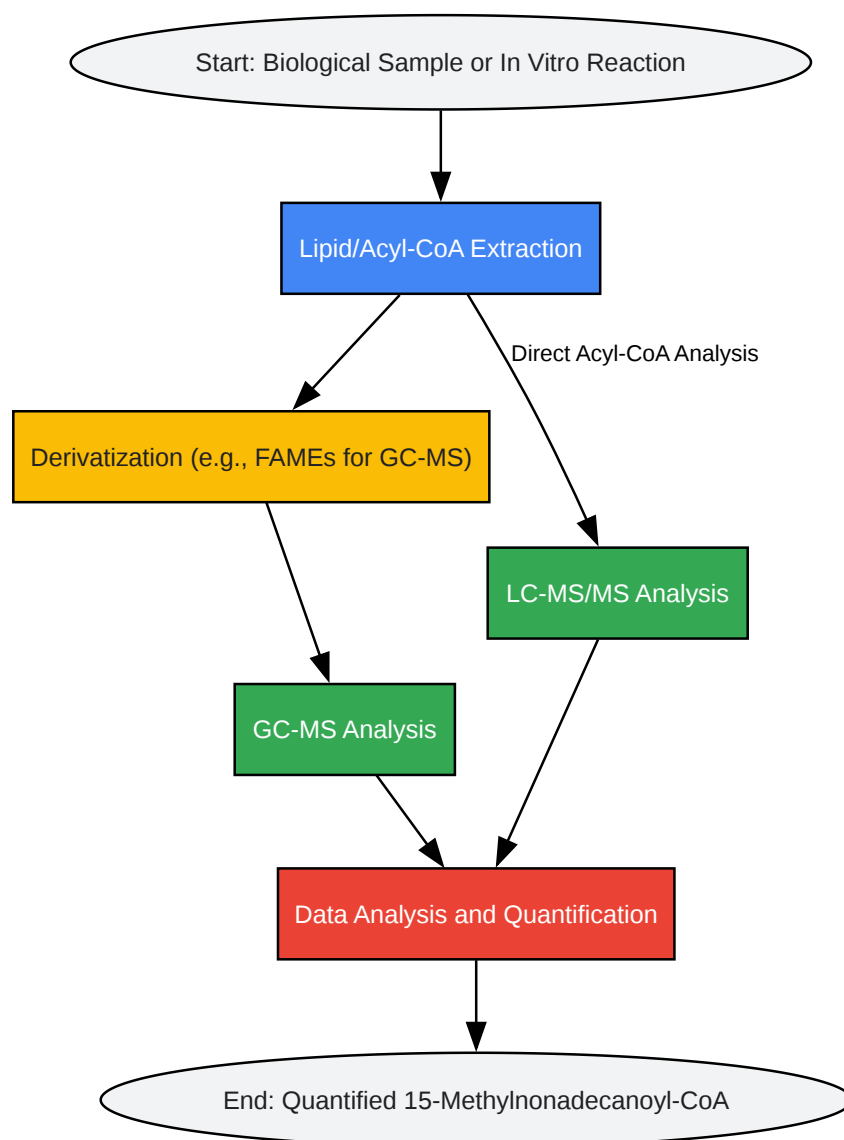 Start: Biological Sample or In Vitro Reaction
Lipid/Acyl-CoA Extraction
Direct Acyl-CoA Analysis
Derivatization (e.g., FAMEs for GC-MS)
LC-MS/MS Analysis
GC-MS Analysis
Data Analysis and Quantification
End: Quantified 15-Methylnonadecanoyl-CoA